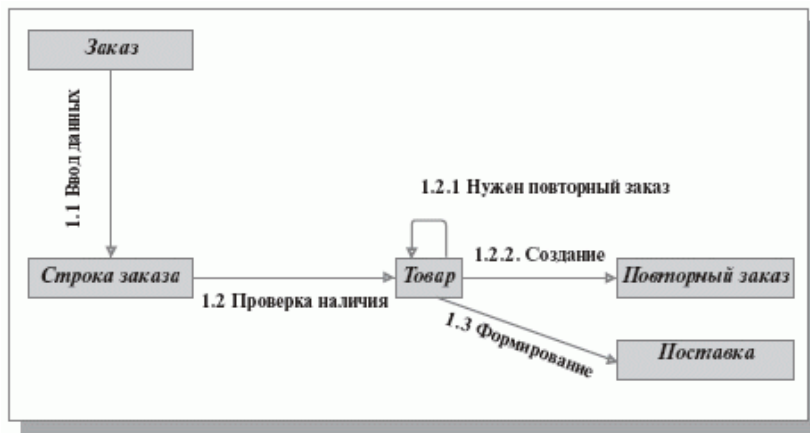 Заказ
1.1 Ввод данных
1.2.1 Нужен повторный заказ
Строка заказа
1.2 Проверка наличия
Товар
1.2.2. Создание
Повторный заказ
1.3 Формирование
Поставка